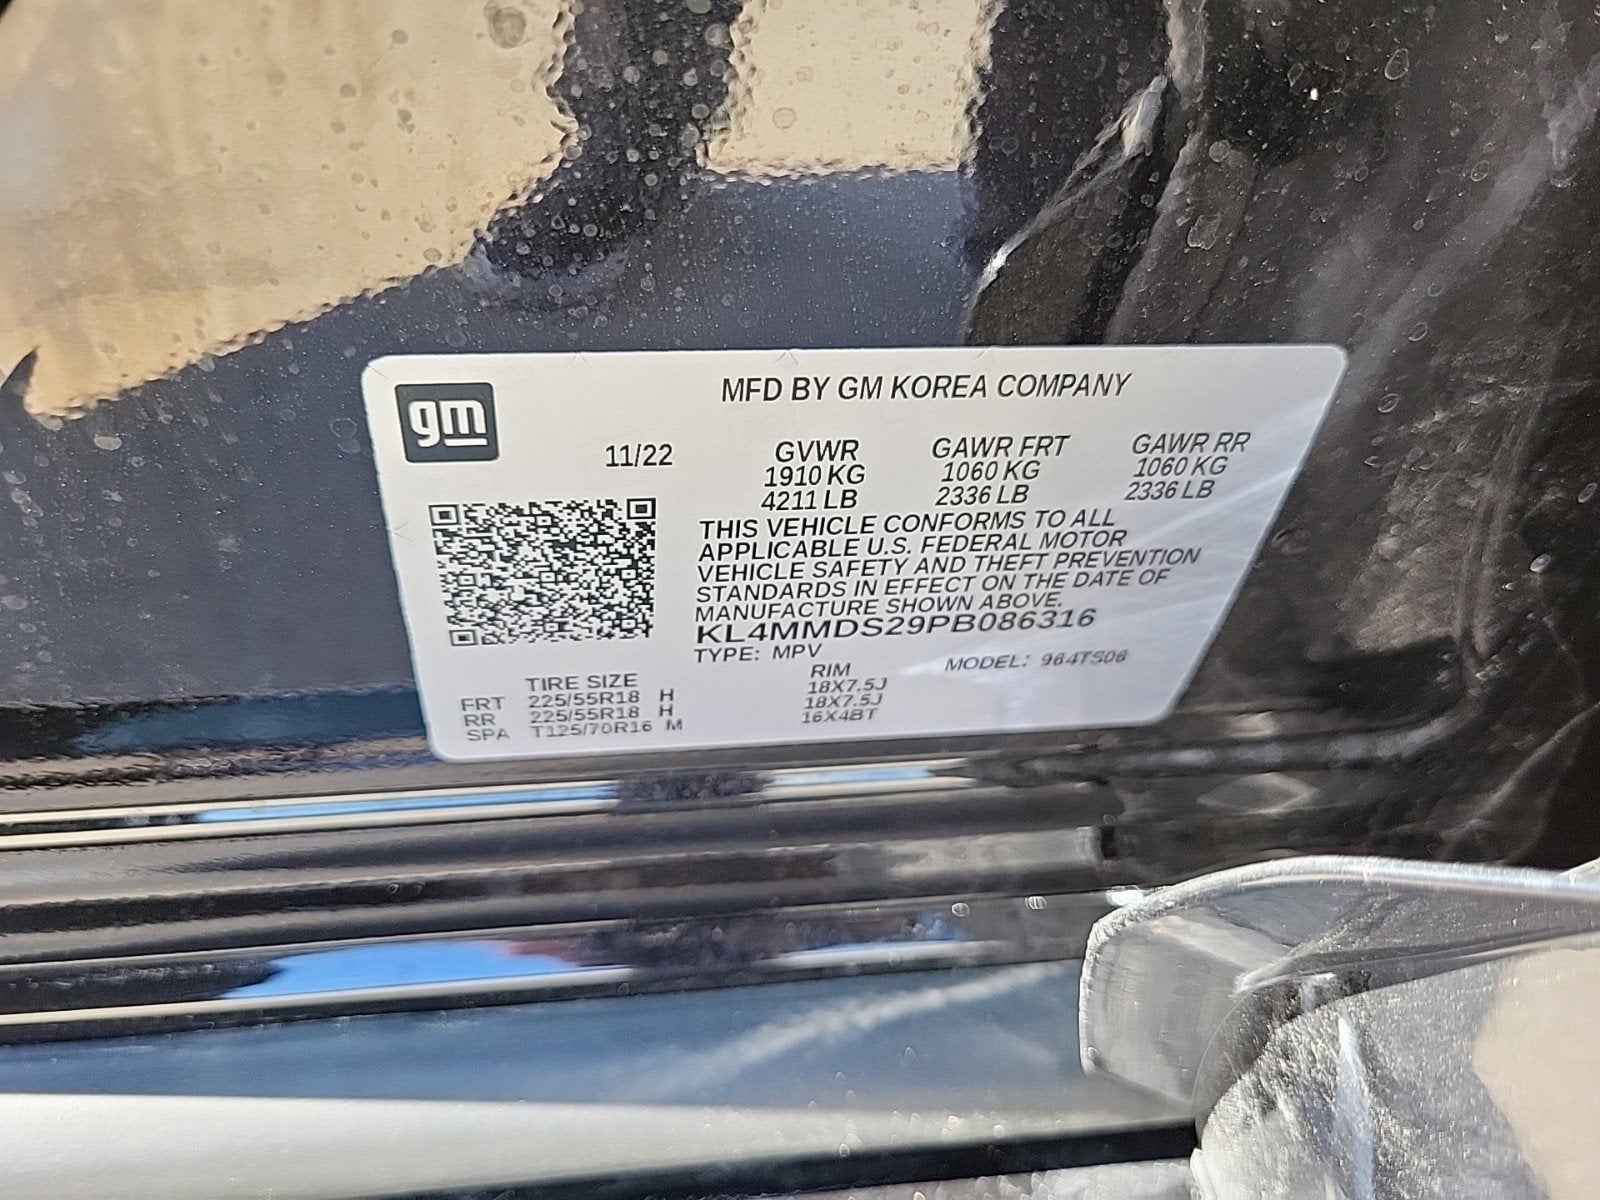 gm
MFD BY GM KOREA COMPANY
11/22 GVWR GAWR FRT GAWR RR
1910 KG 1060 KG 1060 KG
4211 LB 2336 LB 2336 LB
THIS VEHICLE CONFORMS TO ALL
APPLICABLE U.S. FEDERAL MOTOR
VEHICLE SAFETY AND THEFT PREVENTION
STANDARDS IN EFFECT ON THE DATE OF
MANUFACTURE SHOWN ABOVE.
KL4MMDS29PB086316
TYPE: MPV MODEL: 964TS06
TIRE SIZE RIM
FRT 225/55R18 H 18X7.5J
RR 225/55R18 H 18X7.5J
SPA T125/70R16 M 16X4BT